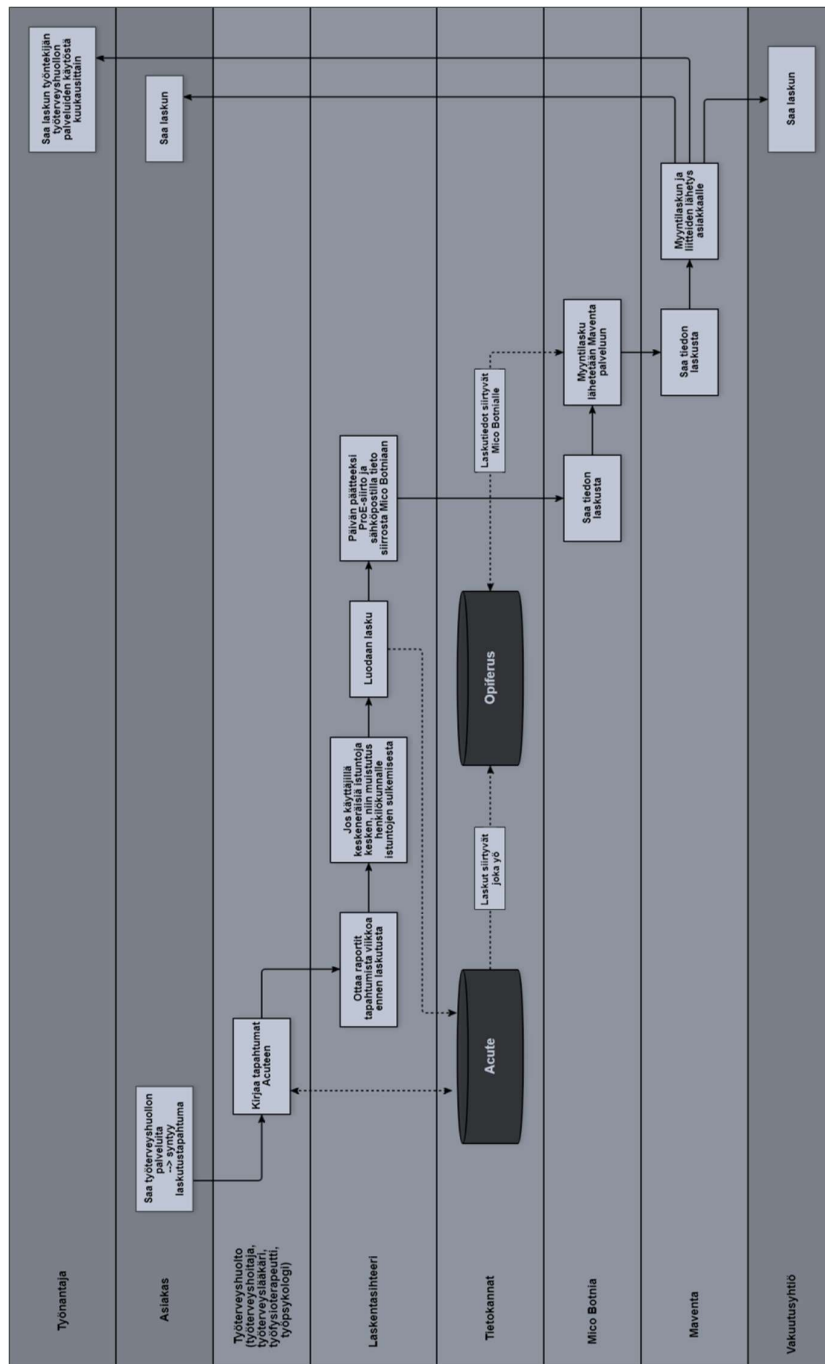 Työnantaja
Saa laskun työntekijän
työterveyshuollon
palveluiden käytöstä
kuukausittain
Asiakas
Saa työterveyshuollon
palveluita
--> syntyy
laskutustapahtuma
Saa laskun
Työterveyshuolto
(työterveyshoitaja,
työterveyslääkäri,
työfysioterapeutti,
työpsykologi)
Kirjaa tapahtumat
Acuteen
Laskentasihteeri
Ottaa raportit
tapahtumista viikkoa
ennen laskutusta
Jos käyttäjillä
keskeneräisiä istuntoja
kesken, niin muistutus
henkilökunnalle
istuntojen sulkemisesta
Luodaan lasku
Päivän päätteeksi
ProE-siirto ja
sähköpostilla tieto
siirrosta Mico Botniaan
Tietokannat
Acute
Laskut siirtyvät
joka yö
Opiferus
Laskutiedot siirtyvät
Mico Botnialle
Mico Botnia
Saa tiedon
laskusta
Myyntilasku
lähetetään Maventa
palveluun
Maventa
Saa tiedon
laskusta
Myyntilaskun ja
liitteiden lähetys
asiakkaalle
Vakuutusyhtiö
Saa laskun